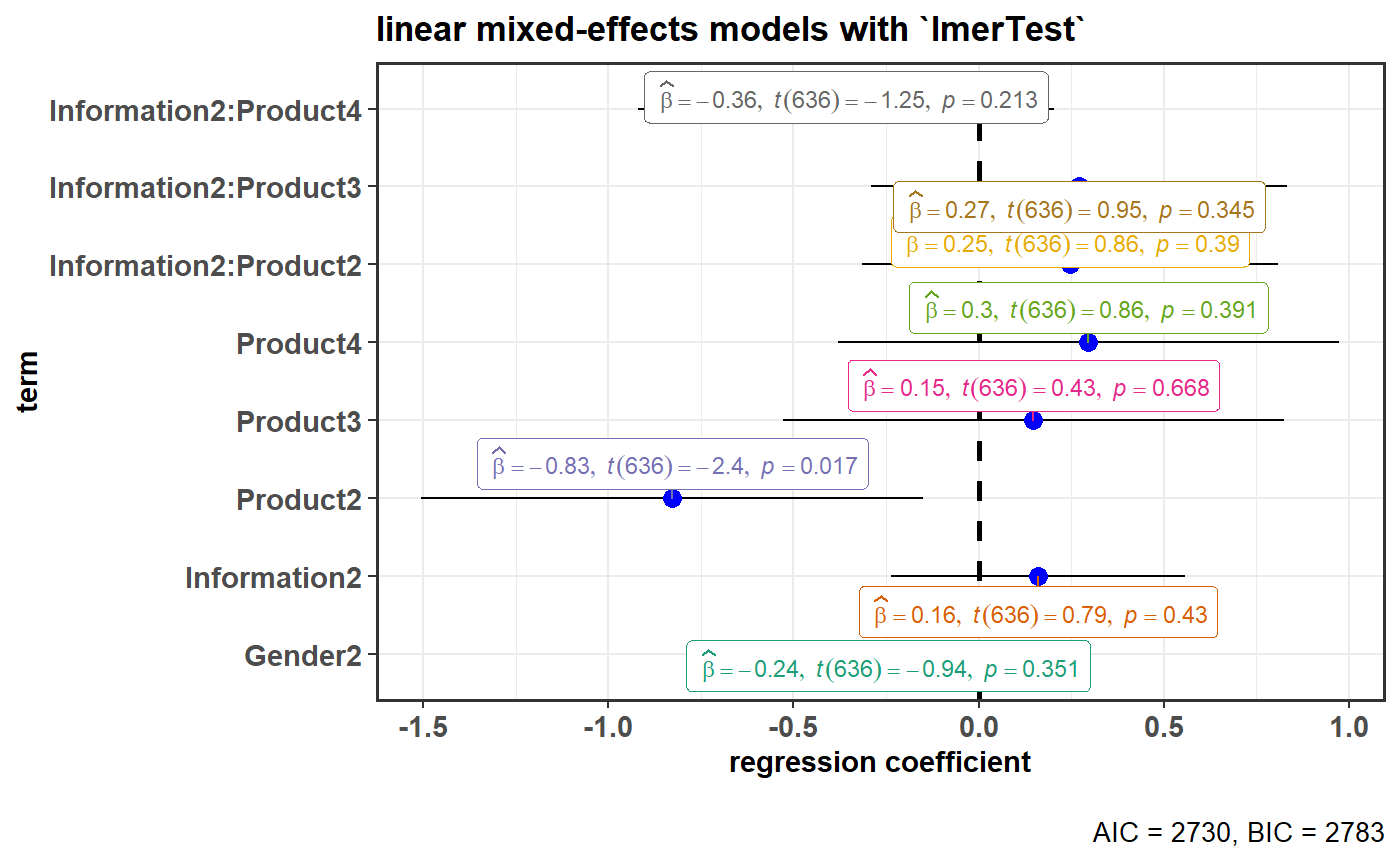 linear mixed-effects models with `lmerTest`
Information2:Product4
β̂ = −0.36, t(636) = −1.25, p = 0.213
Information2:Product3
β̂ = 0.27, t(636) = 0.95, p = 0.345
β = 0.25, t(636) = 0.86, p = 0.39
Information2:Product2
β̂ = 0.3, t(636) = 0.86, p = 0.391
Product4
β̂ = 0.15, t(636) = 0.43, p = 0.668
Product3
β̂ = −0.83, t(636) = −2.4, p = 0.017
Product2
Information2
β̂ = 0.16, t(636) = 0.79, p = 0.43
Gender2
β̂ = −0.24, t(636) = −0.94, p = 0.351
term
-1.5 -1.0 -0.5 0.0 0.5 1.0
regression coefficient
AIC = 2730, BIC = 2783